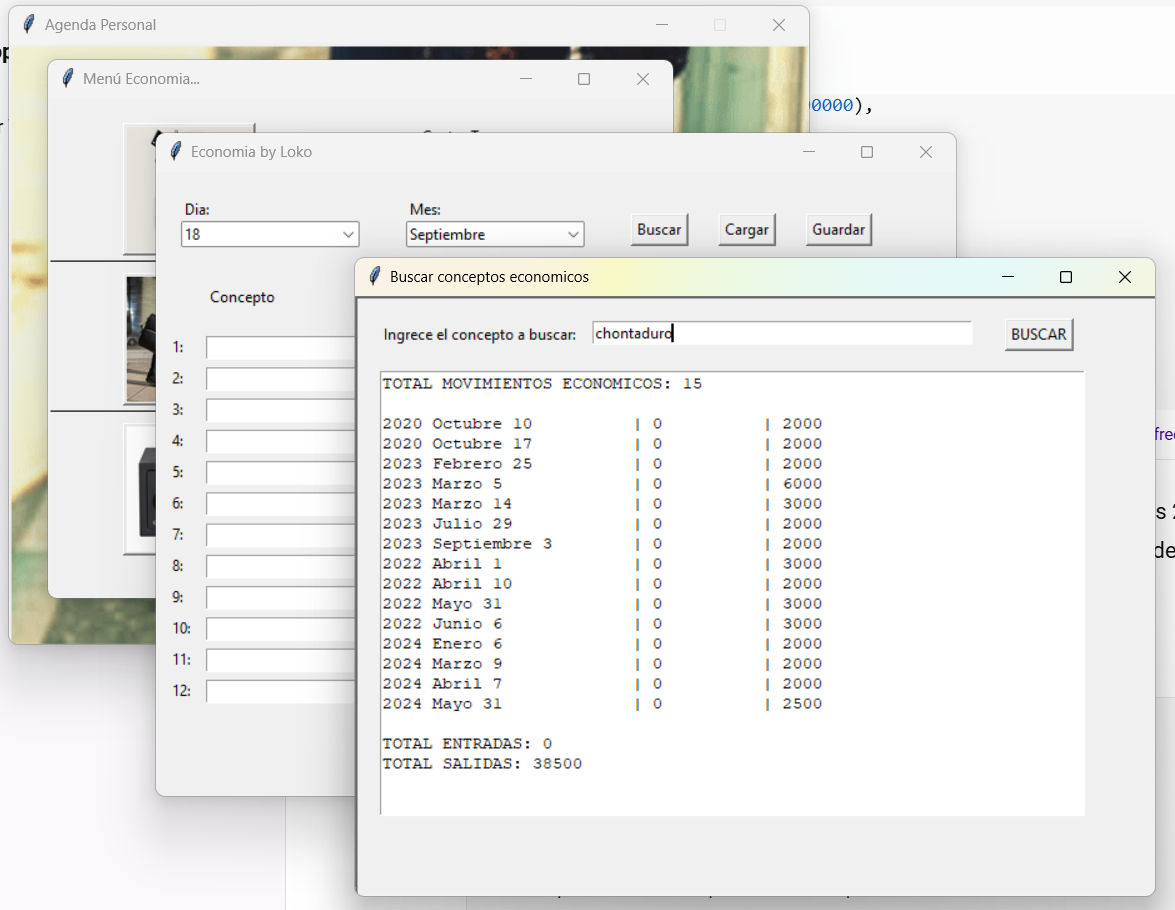 Agenda Personal
Menú Economia...
0000),
Economia by Loko
Dia:
Mes:
18
Septiembre
Buscar
Cargar
Guardar
Buscar conceptos economicos
Concepto
Ingrece el concepto a buscar:
chontaduro
BUSCAR
1:
2:
3:
4:
5:
6:
7:
8:
9:
10:
11:
12:
TOTAL MOVIMIENTOS ECONOMICOS: 15
2020 Octubre 10 | 0 | 2000
2020 Octubre 17 | 0 | 2000
2023 Febrero 25 | 0 | 2000
2023 Marzo 5 | 0 | 6000
2023 Marzo 14 | 0 | 3000
2023 Julio 29 | 0 | 2000
2023 Septiembre 3 | 0 | 2000
2022 Abril 1 | 0 | 3000
2022 Abril 10 | 0 | 2000
2022 Mayo 31 | 0 | 3000
2022 Junio 6 | 0 | 3000
2024 Enero 6 | 0 | 2000
2024 Marzo 9 | 0 | 2000
2024 Abril 7 | 0 | 2000
2024 Mayo 31 | 0 | 2500
TOTAL ENTRADAS: 0
TOTAL SALIDAS: 38500